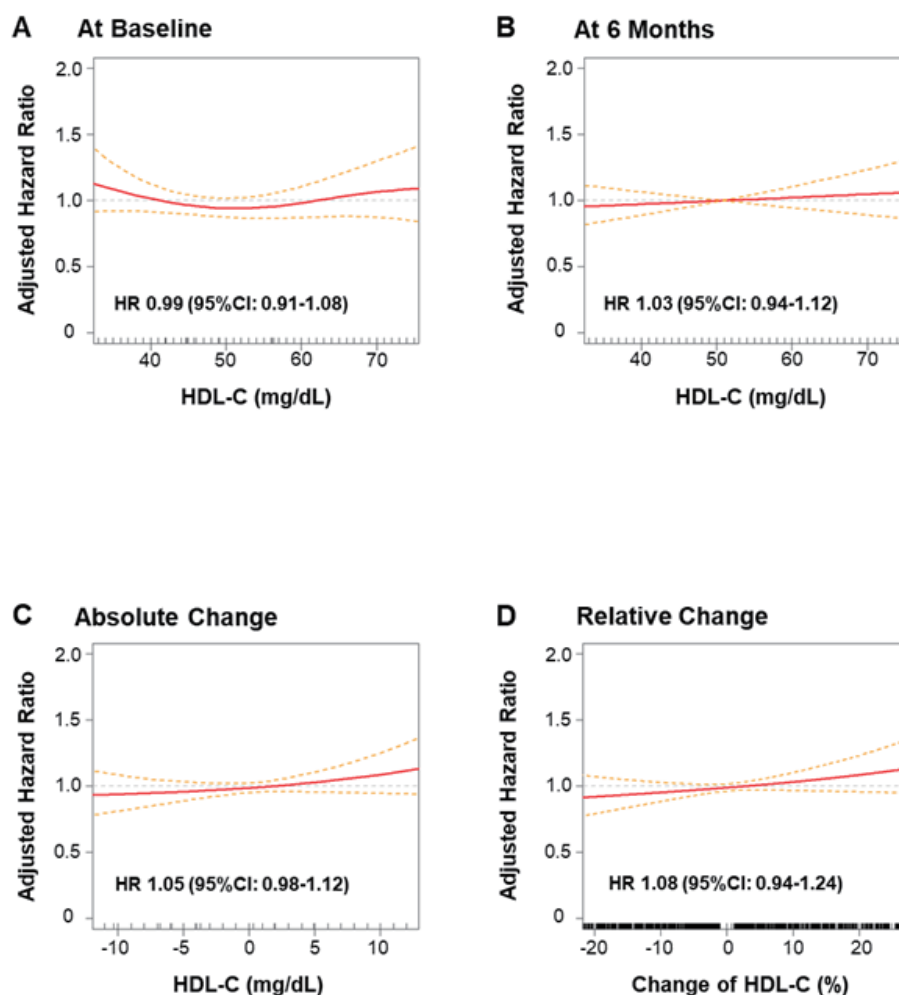 A At Baseline
Adjusted Hazard Ratio
2.0
1.5
1.0
0.5
0
HR 0.99 (95%CI: 0.91-1.08)
40 50 60 70
HDL-C (mg/dL)
B At 6 Months
Adjusted Hazard Ratio
2.0
1.5
1.0
0.5
0
HR 1.03 (95%CI: 0.94-1.12)
40 50 60 70
HDL-C (mg/dL)
C Absolute Change
Adjusted Hazard Ratio
2.0
1.5
1.0
0.5
0
HR 1.05 (95%CI: 0.98-1.12)
-10 -5 0 5 10
HDL-C (mg/dL)
D Relative Change
Adjusted Hazard Ratio
2.0
1.5
1.0
0.5
0
HR 1.08 (95%CI: 0.94-1.24)
-20 -10 0 10 20
Change of HDL-C (%)